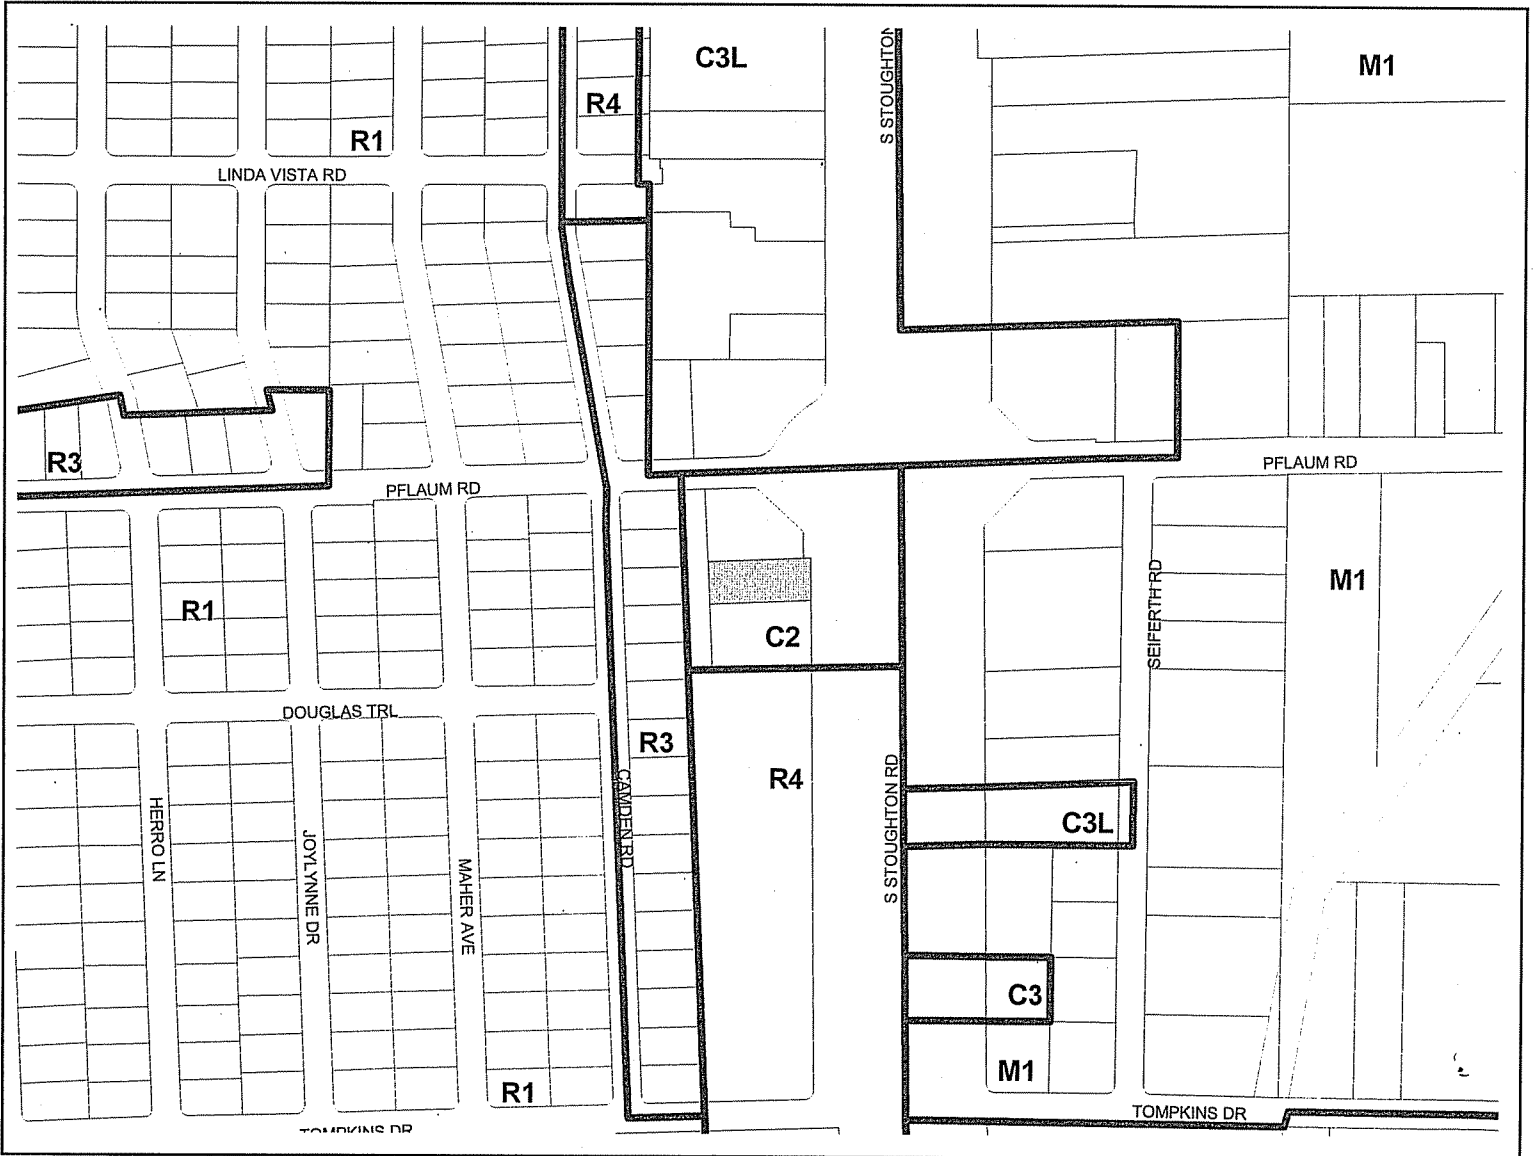 C3L
M1
S STOUGHTON
R4
R1
LINDA VISTA RD
R3
PFLAUM RD
PFLAUM RD
SEIFERTH RD
M1
R1
C2
DOUGLAS TRL
R3
R4
S STOUGHTON RD
CAMDEN RD
HERRO LN
JOYLYNNE DR
MAHER AVE
C3L
C3
M1
R1
TOMPKINS DR
TOMPKINS DR